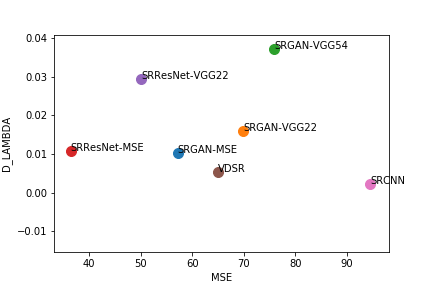 0.04
SRGAN-VGG54
0.03
SRResNet-VGG22
0.02
SRGAN-VGG22
0.01
SRResNet-MSE
SRGAN-MSE
VDSR
SRCNN
0.00
−0.01
D_LAMBDA
40 50 60 70 80 90
MSE